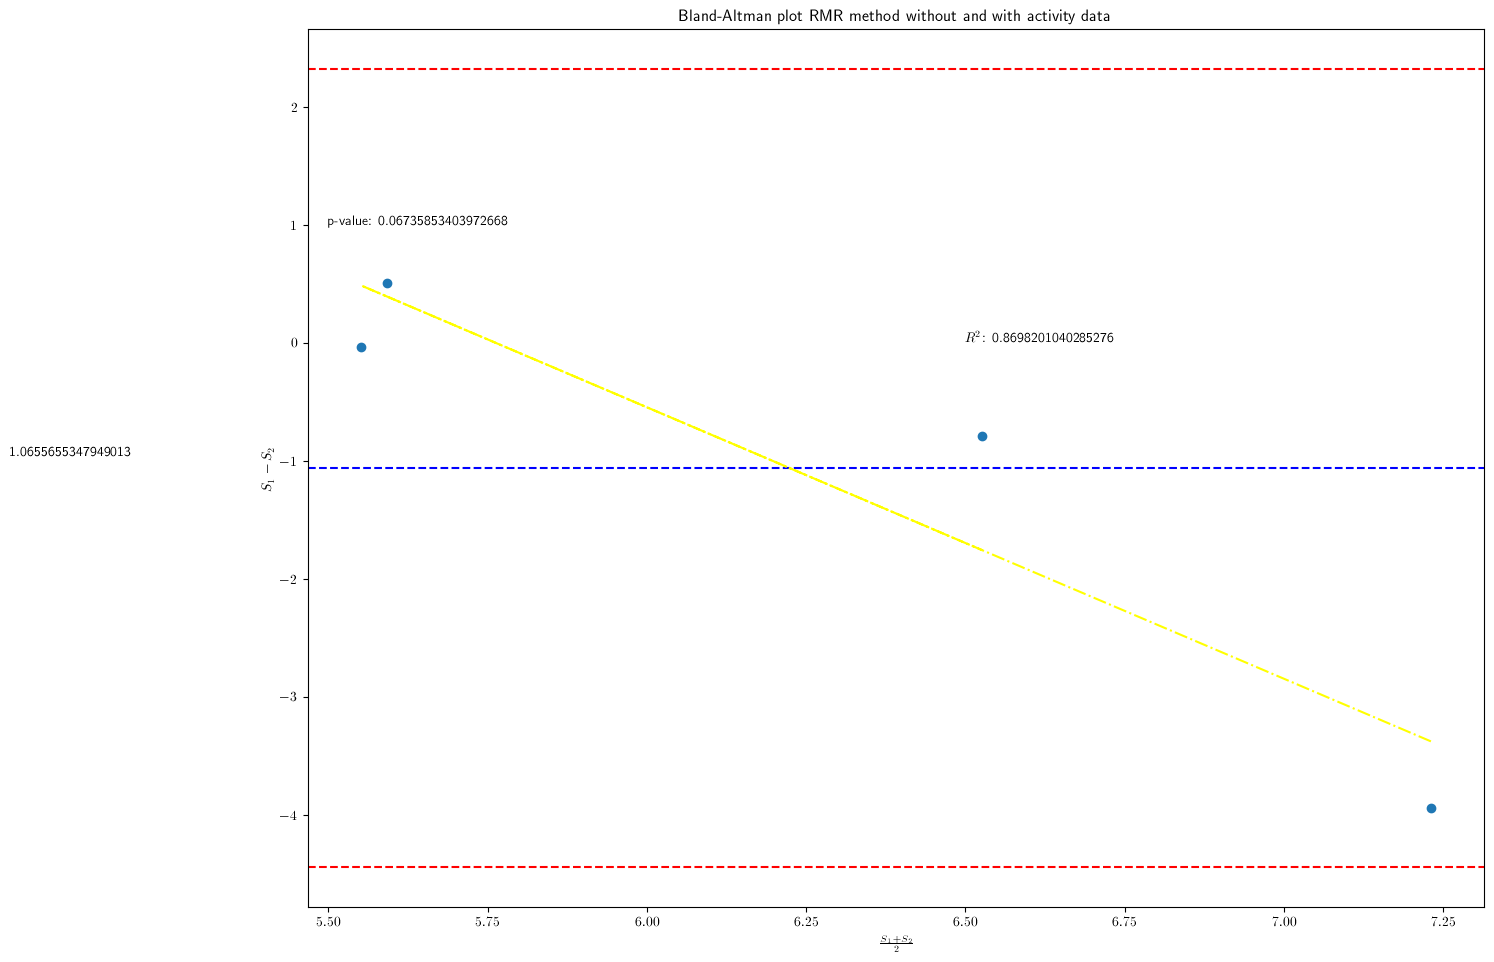 Bland-Altman plot RMR method without and with activity data
2
1
0
−1
−2
−3
−4
S₁ − S₂
1.0655655347949013
p-value: 0.06735853403972668
R²: 0.8698201040285276
5.50 5.75 6.00 6.25 6.50 6.75 7.00 7.25
S₁+S₂
2